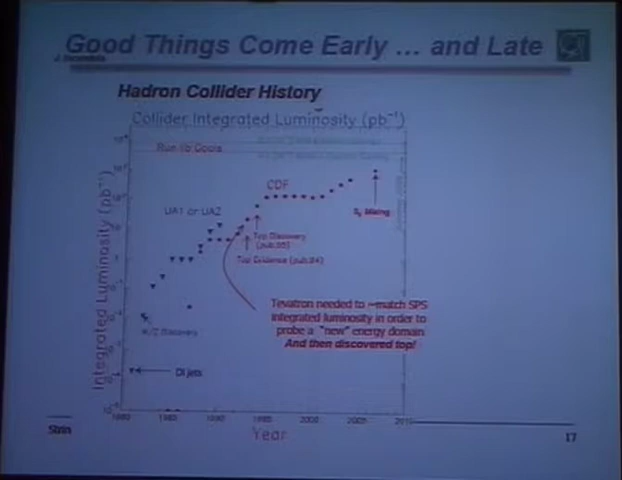 Good Things Come Early ... and Late
Hadron Collider History
Collider Integrated Luminosity (pb⁻¹)
Run IIb Goals
CDF
UA1 or UA2
Top Discovery
(pub.95)
Top Evidence (pub.94)
Bs Mixing
Tevatron needed to ~match SPS
integrated luminosity in order to
probe a "new" energy domain
And then discovered top!
W/Z Discovery
Di jets
Integrated Luminosity (pb⁻¹)
1980 1985 1990 1995 2000 2005 2010
Year
17